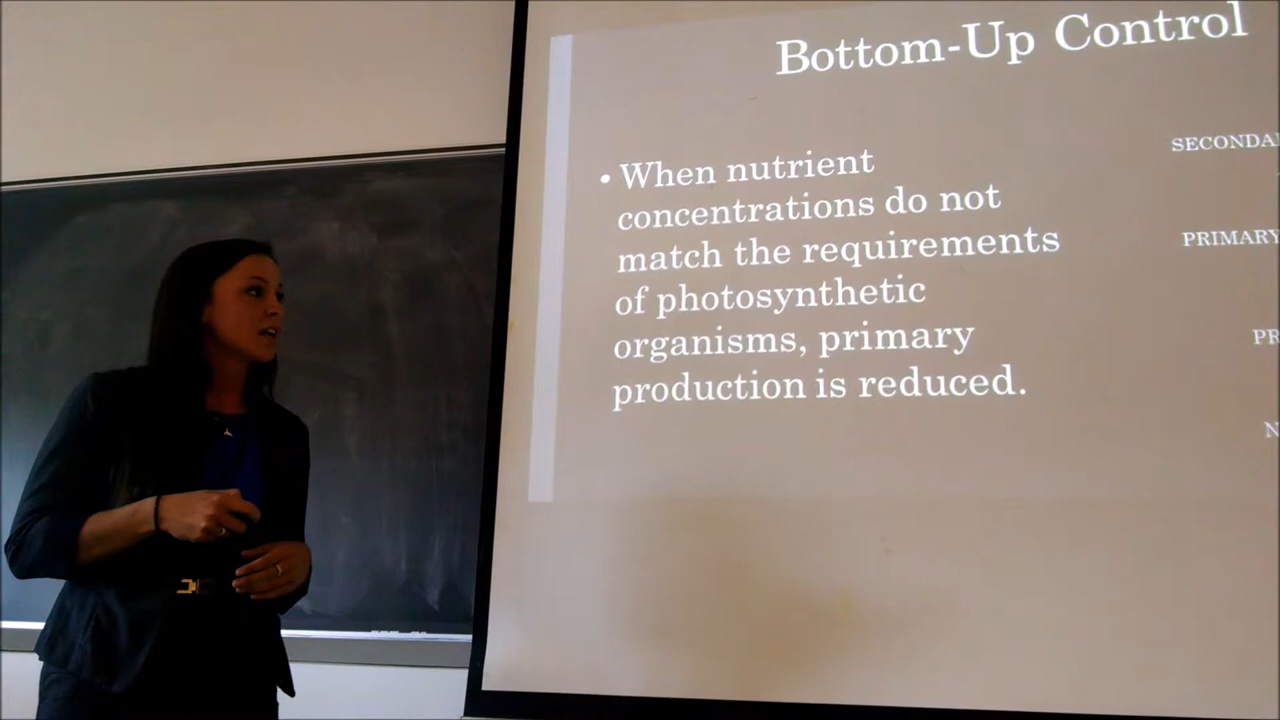 Bottom-Up Control
• When nutrient
concentrations do not
match the requirements
of photosynthetic
organisms, primary
production is reduced.
PRIMARY